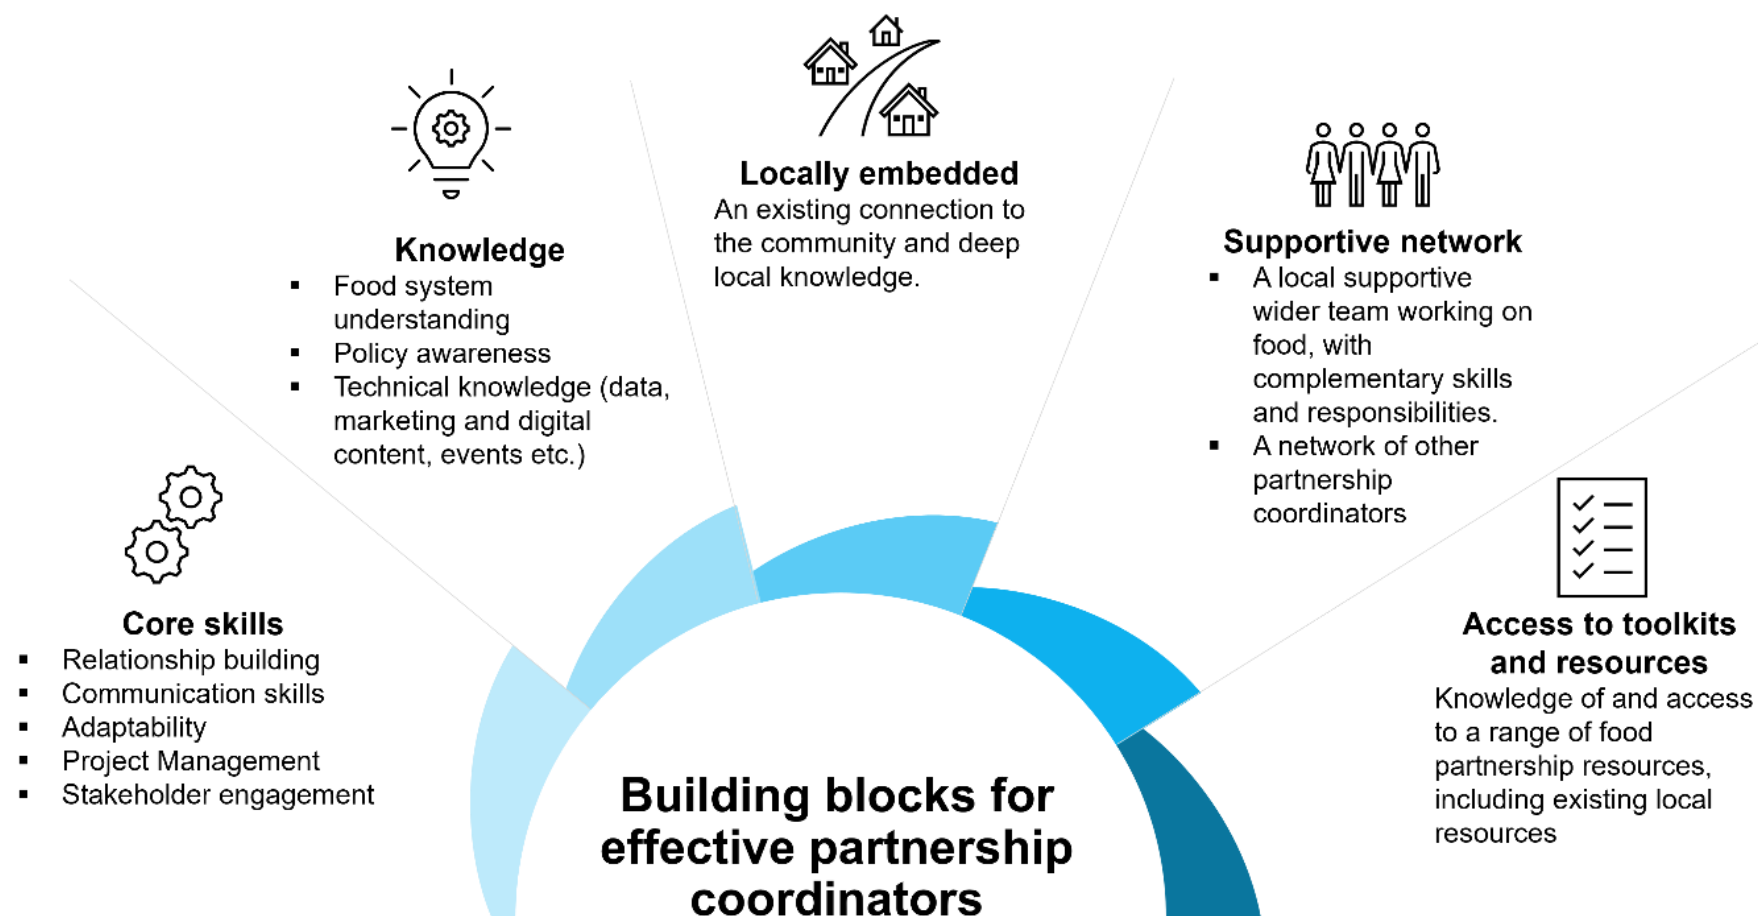 Locally embedded
An existing connection to
the community and deep
local knowledge.
Knowledge
▪ Food system
understanding
▪ Policy awareness
▪ Technical knowledge (data,
marketing and digital
content, events etc.)
Supportive network
▪ A local supportive
wider team working on
food, with
complementary skills
and responsibilities.
▪ A network of other
partnership
coordinators
Core skills
▪ Relationship building
▪ Communication skills
▪ Adaptability
▪ Project Management
▪ Stakeholder engagement
Access to toolkits
and resources
Knowledge of and access
to a range of food
partnership resources,
including existing local
resources
Building blocks for
effective partnership
coordinators